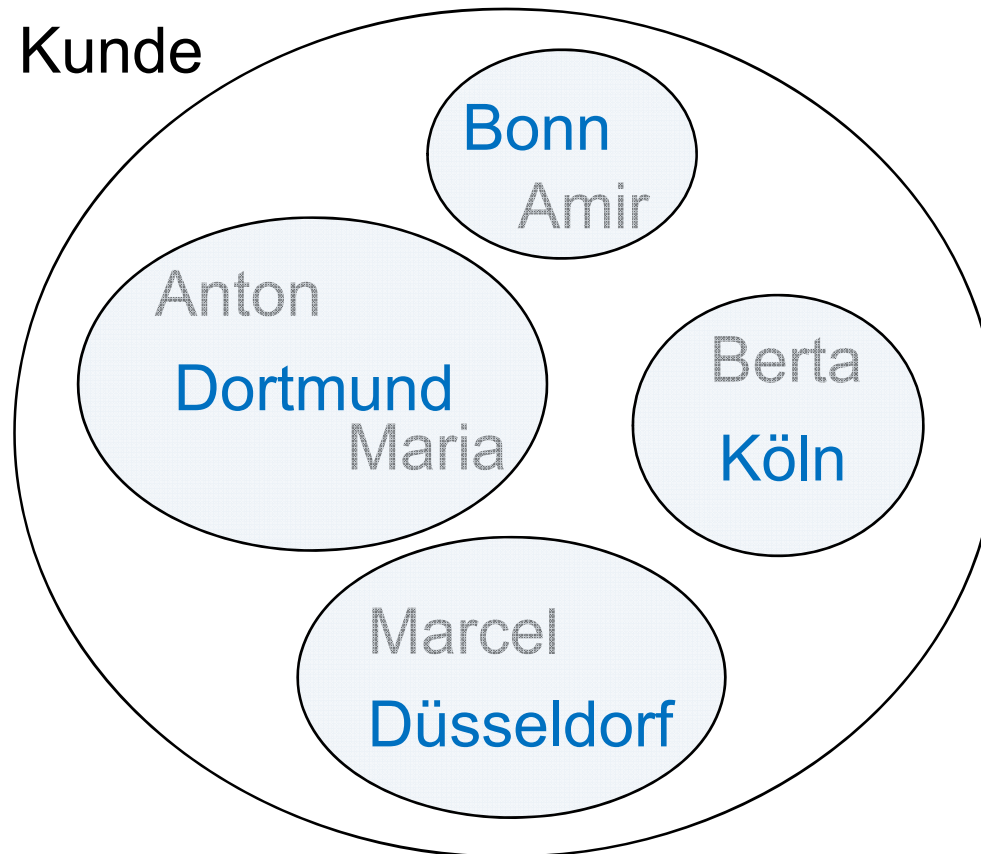 Kunde
Bonn
Amir
Anton
Dortmund
Maria
Berta
Köln
Marcel
Düsseldorf